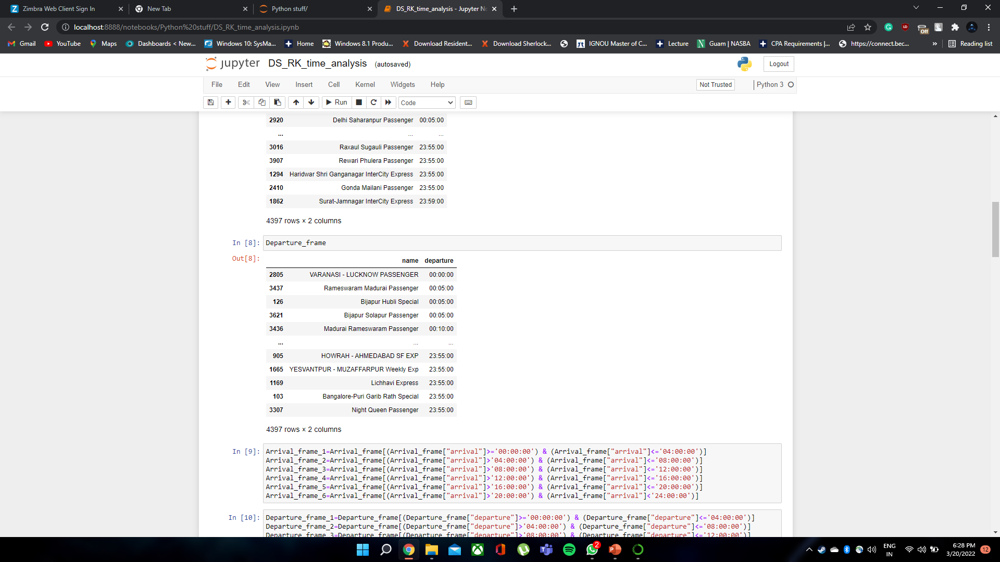 Zimbra Web Client Sign In
New Tab
Python stuff/
DS_RK_time_analysis - Jupyter No
localhost:8888/notebooks/Python%20stuff/DS_RK_time_analysis.ipynb
Off
Gmail
YouTube
Maps
Dashboards < New...
Windows 10: SysMa...
Home
Windows 8.1 Produ...
Download Resident...
Download Sherlock...
IGNOU Master of C...
Lecture
Guam | NASBA
CPA Requirements |...
https://connect.bec...
»
Reading list
jupyter DS_RK_time_analysis (autosaved)
Logout
File Edit View Insert Cell Kernel Widgets Help
Not Trusted
Python 3
Run
Code
2920 Delhi Saharanpur Passenger 00:05:00
... ... ...
3016 Raxaul Sugauli Passenger 23:55:00
3907 Rewari Phulera Passenger 23:55:00
1294 Haridwar Shri Ganganagar InterCity Express 23:55:00
2410 Gonda Mailani Passenger 23:55:00
1862 Surat-Jamnagar InterCity Express 23:59:00
4397 rows × 2 columns
In [8]: Departure_frame
Out[8]:
name departure
2805 VARANASI - LUCKNOW PASSENGER 00:00:00
3437 Rameswaram Madurai Passenger 00:05:00
126 Bijapur Hubli Special 00:05:00
3621 Bijapur Solapur Passenger 00:05:00
3436 Madurai Rameswaram Passenger 00:10:00
... ... ...
905 HOWRAH - AHMEDABAD SF EXP 23:55:00
1665 YESVANTPUR - MUZAFFARPUR Weekly Exp 23:55:00
1169 Lichhavi Express 23:55:00
103 Bangalore-Puri Garib Rath Special 23:55:00
3307 Night Queen Passenger 23:55:00
4397 rows × 2 columns
In [9]: Arrival_frame_1=Arrival_frame[(Arrival_frame["arrival"]>='00:00:00') & (Arrival_frame["arrival"]<='04:00:00')]
Arrival_frame_2=Arrival_frame[(Arrival_frame["arrival"]>'04:00:00') & (Arrival_frame["arrival"]<='08:00:00')]
Arrival_frame_3=Arrival_frame[(Arrival_frame["arrival"]>'08:00:00') & (Arrival_frame["arrival"]<='12:00:00')]
Arrival_frame_4=Arrival_frame[(Arrival_frame["arrival"]>'12:00:00') & (Arrival_frame["arrival"]<='16:00:00')]
Arrival_frame_5=Arrival_frame[(Arrival_frame["arrival"]>'16:00:00') & (Arrival_frame["arrival"]<='20:00:00')]
Arrival_frame_6=Arrival_frame[(Arrival_frame["arrival"]>'20:00:00') & (Arrival_frame["arrival"]<'24:00:00')]
In [10]: Departure_frame_1=Departure_frame[(Departure_frame["departure"]>='00:00:00') & (Departure_frame["departure"]<='04:00:00')]
Departure_frame_2=Departure_frame[(Departure_frame["departure"]>'04:00:00') & (Departure_frame["departure"]<='08:00:00')]
Departure_frame_3=Departure_frame[(Departure_frame["departure"]>'08:00:00') & (Departure_frame["departure"]<='12:00:00')]
2
ENG
IN
6:28 PM
3/20/2022
12